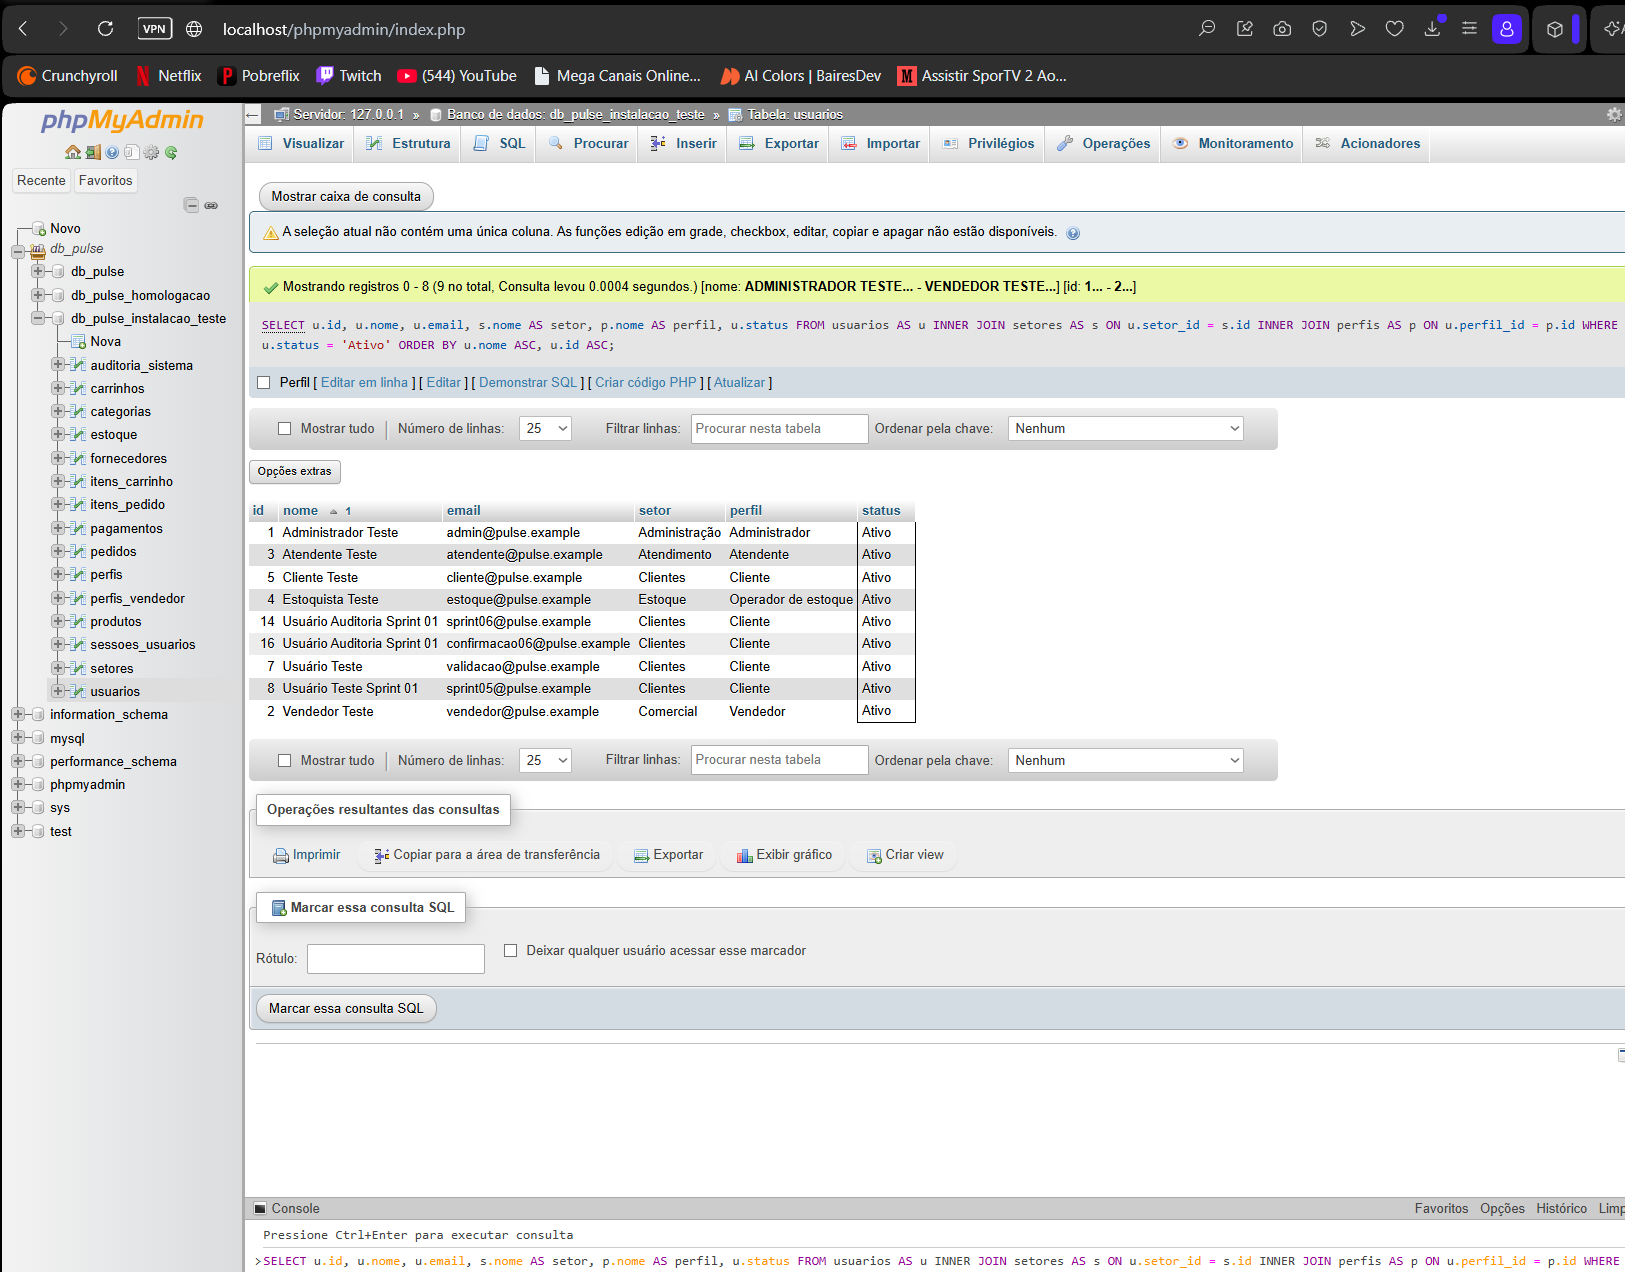 VPN localhost/phpmyadmin/index.php
Crunchyroll Netflix Pobreflix Twitch (544) YouTube Mega Canais Online... AI Colors | BairesDev Assistir SporTV 2 Ao...
phpMyAdmin
Recente Favoritos
Novo
db_pulse
db_pulse
db_pulse_homologacao
db_pulse_instalacao_teste
Nova
auditoria_sistema
carrinhos
categorias
estoque
fornecedores
itens_carrinho
itens_pedido
pagamentos
pedidos
perfis
perfis_vendedor
produtos
sessoes_usuarios
setores
usuarios
information_schema
mysql
performance_schema
phpmyadmin
sys
test
Servidor: 127.0.0.1 » Banco de dados: db_pulse_instalacao_teste » Tabela: usuarios
Visualizar Estrutura SQL Procurar Inserir Exportar Importar Privilégios Operações Monitoramento Acionadores
Mostrar caixa de consulta
A seleção atual não contém uma única coluna. As funções edição em grade, checkbox, editar, copiar e apagar não estão disponíveis.
Mostrando registros 0 - 8 (9 no total, Consulta levou 0.0004 segundos.) [nome: ADMINISTRADOR TESTE... - VENDEDOR TESTE...] [id: 1... - 2...]
SELECT u.id, u.nome, u.email, s.nome AS setor, p.nome AS perfil, u.status FROM usuarios AS u INNER JOIN setores AS s ON u.setor_id = s.id INNER JOIN perfis AS p ON u.perfil_id = p.id WHERE
u.status = 'Ativo' ORDER BY u.nome ASC, u.id ASC;
Perfil [ Editar em linha ] [ Editar ] [ Demonstrar SQL ] [ Criar código PHP ] [ Atualizar ]
Mostrar tudo Número de linhas: 25 Filtrar linhas: Procurar nesta tabela Ordenar pela chave: Nenhum
Opções extras
id nome 1 email setor perfil status
1 Administrador Teste admin@pulse.example Administração Administrador Ativo
3 Atendente Teste atendente@pulse.example Atendimento Atendente Ativo
5 Cliente Teste cliente@pulse.example Clientes Cliente Ativo
4 Estoquista Teste estoque@pulse.example Estoque Operador de estoque Ativo
14 Usuário Auditoria Sprint 01 sprint06@pulse.example Clientes Cliente Ativo
16 Usuário Auditoria Sprint 01 confirmacao06@pulse.example Clientes Cliente Ativo
7 Usuário Teste validacao@pulse.example Clientes Cliente Ativo
8 Usuário Teste Sprint 01 sprint05@pulse.example Clientes Cliente Ativo
2 Vendedor Teste vendedor@pulse.example Comercial Vendedor Ativo
Mostrar tudo Número de linhas: 25 Filtrar linhas: Procurar nesta tabela Ordenar pela chave: Nenhum
Operações resultantes das consultas
Imprimir Copiar para a área de transferência Exportar Exibir gráfico Criar view
Marcar essa consulta SQL
Rótulo: Deixar qualquer usuário acessar esse marcador
Marcar essa consulta SQL
Console Favoritos Opções Histórico Limp
Pressione Ctrl+Enter para executar consulta
>SELECT u.id, u.nome, u.email, s.nome AS setor, p.nome AS perfil, u.status FROM usuarios AS u INNER JOIN setores AS s ON u.setor_id = s.id INNER JOIN perfis AS p ON u.perfil_id = p.id WHERE